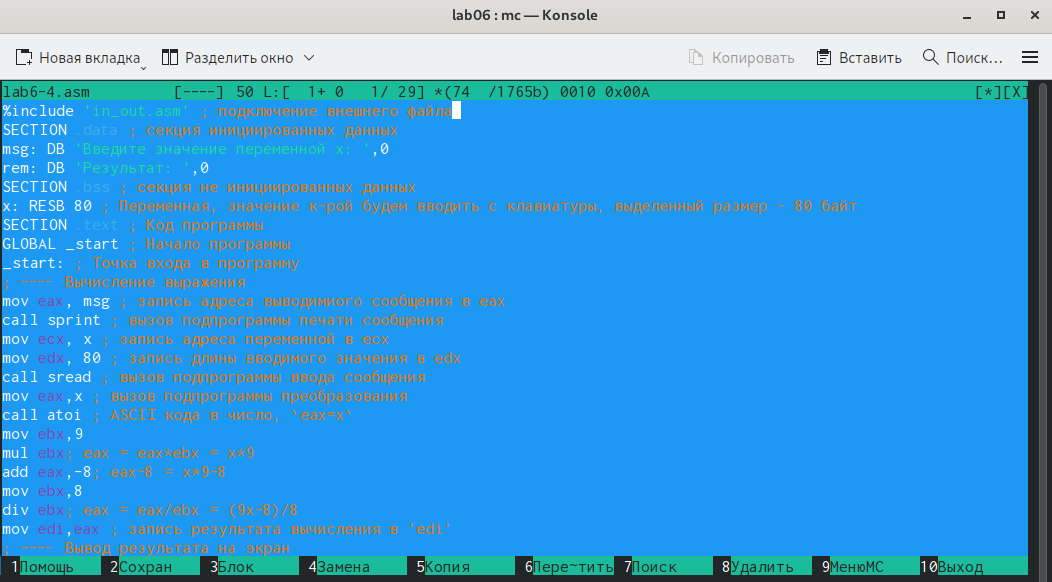 lab06 : mc — Konsole
Новая вкладка Разделить окно Копировать Вставить Поиск...
lab6-4.asm [----] 50 L:[ 1+ 0 1/ 29] *(74 /1765b) 0010 0x00A [*][X]
%include 'in_out.asm' ; подключение внешнего файла
SECTION .data ; секция инициированных данных
msg: DB 'Введите значение переменной x: ',0
rem: DB 'Результат: ',0
SECTION .bss ; секция не инициированных данных
x: RESB 80 ; Переменная, значение к-рой будем вводить с клавиатуры, выделенный размер - 80 байт
SECTION .text ; Код программы
GLOBAL _start ; Начало программы
_start: ; Точка входа в программу
; ---- Вычисление выражения
mov eax, msg ; запись адреса выводимиого сообщения в eax
call sprint ; вызов подпрограммы печати сообщения
mov ecx, x ; запись адреса переменной в ecx
mov edx, 80 ; запись длины вводимого значения в edx
call sread ; вызов подпрограммы ввода сообщения
mov eax,x ; вызов подпрограммы преобразования
call atoi ; ASCII кода в число, `eax=x`
mov ebx,9
mul ebx; eax = eax*ebx = x*9
add eax,-8; eax-8 = x*9-8
mov ebx,8
div ebx; eax = eax/ebx = (9x-8)/8
mov edi,eax ; запись результата вычисления в 'edi'
; ---- Вывод результата на экран
1Помощь 2Сохран 3Блок 4Замена 5Копия 6Пере~тить 7Поиск 8Удалить 9МенюMC 10Выход